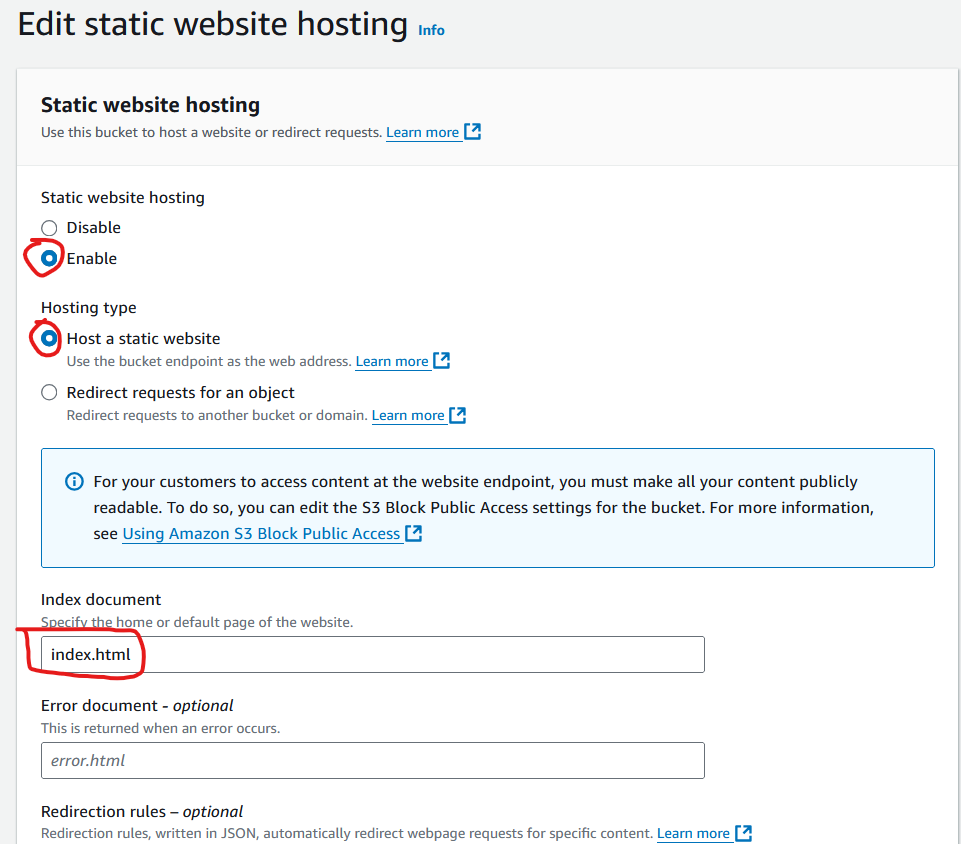 Edit static website hosting Info
Static website hosting
Use this bucket to host a website or redirect requests. Learn more
Static website hosting
Disable
Enable
Hosting type
Host a static website
Use the bucket endpoint as the web address. Learn more
Redirect requests for an object
Redirect requests to another bucket or domain. Learn more
For your customers to access content at the website endpoint, you must make all your content publicly
readable. To do so, you can edit the S3 Block Public Access settings for the bucket. For more information,
see Using Amazon S3 Block Public Access
Index document
Specify the home or default page of the website.
index.html
Error document - optional
This is returned when an error occurs.
error.html
Redirection rules – optional
Redirection rules, written in JSON, automatically redirect webpage requests for specific content. Learn more